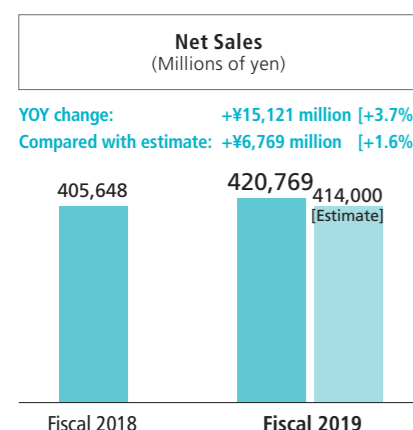 Net Sales
(Millions of yen)
YOY change: +¥15,121 million [+3.7%
Compared with estimate: +¥6,769 million [+1.6%
405,648
420,769
414,000
[Estimate]
Fiscal 2018
Fiscal 2019